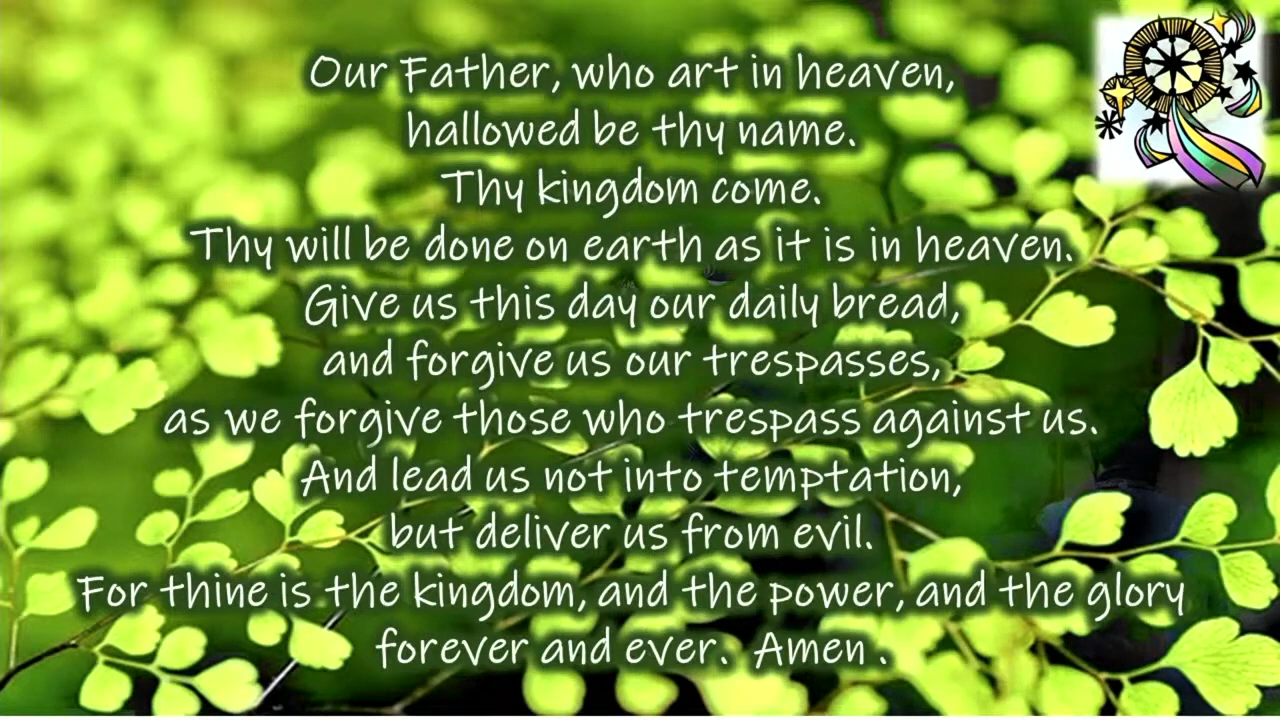 Our Father, who art in heaven,
hallowed be thy name.
Thy kingdom come.
Thy will be done on earth as it is in heaven.
Give us this day our daily bread,
and forgive us our trespasses,
as we forgive those who trespass against us.
And lead us not into temptation,
but deliver us from evil.
For thine is the kingdom, and the power, and the glory
forever and ever.  Amen .